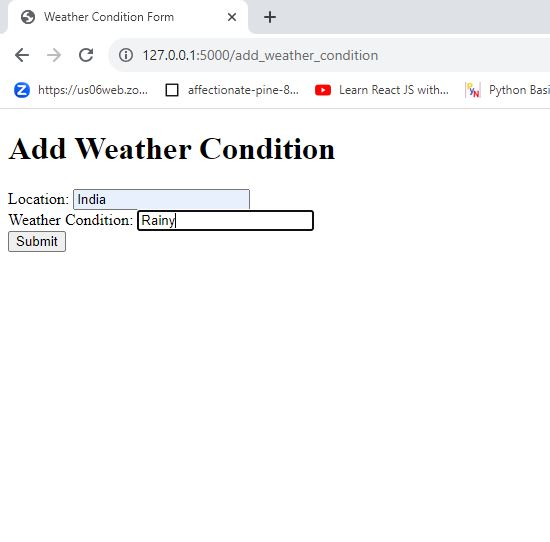 Weather Condition Form
127.0.0.1:5000/add_weather_condition
https://us06web.zo... affectionate-pine-8... Learn React JS with... Python Basi
Add Weather Condition
Location: India
Weather Condition: Rainy
Submit